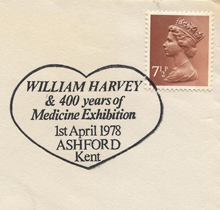 WILLIAM HARVEY
& 400 years of
Medicine Exhibition
1st April 1978
ASHFORD
Kent
7½P